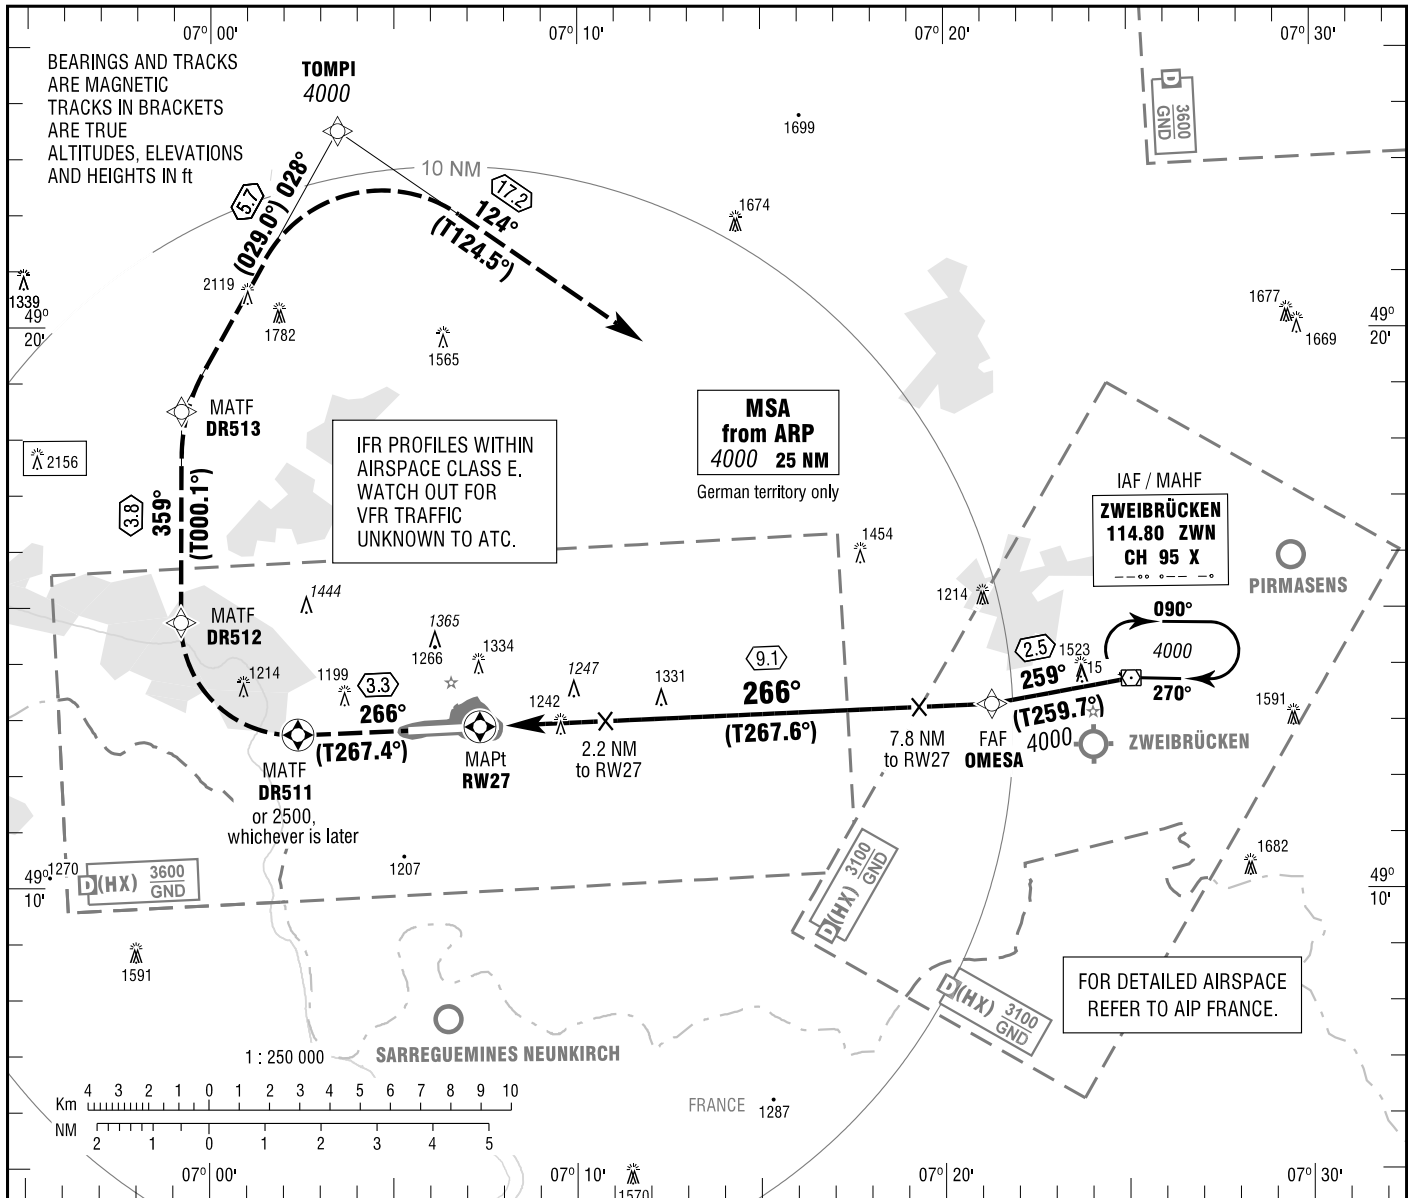 07° 00'
07° 10'
07° 20'
07° 30'
BEARINGS AND TRACKS
ARE MAGNETIC
TRACKS IN BRACKETS
ARE TRUE
ALTITUDES, ELEVATIONS
AND HEIGHTS IN ft
TOMPI
4000
D
3600
GND
1699
10 NM
5.7
(029.0°) 028°
17.2
124°
(T124.5°)
1674
1339
49°
20'
2119
1782
1565
1677
1669
49°
20'
MATF
DR513
2156
IFR PROFILES WITHIN
AIRSPACE CLASS E.
WATCH OUT FOR
VFR TRAFFIC
UNKNOWN TO ATC.
MSA
from ARP
4000 25 NM
German territory only
3.8
359°
(T000.1°)
IAF / MAHF
ZWEIBRÜCKEN
114.80 ZWN
CH 95 X
1454
1214
PIRMASENS
1444
MATF
DR512
1365
1266
1334
090°
4000
270°
1214
1199
3.3
266°
(T267.4°)
1247
1242
1331
9.1
266°
(T267.6°)
2.5
259°
(T259.7°)
4000
1523
15
1591
MATF
DR511
or 2500,
whichever is later
MAPt
RW27
2.2 NM
to RW27
7.8 NM
to RW27
FAF
OMESA
ZWEIBRÜCKEN
1270
49°
10'
D(HX) 3600
GND
1207
D(HX) 3100
GND
1682
49°
10'
1591
D(HX) 3100
GND
FOR DETAILED AIRSPACE
REFER TO AIP FRANCE.
SARREGUEMINES NEUNKIRCH
1 : 250 000
4 3 2 1 0 1 2 3 4 5 6 7 8 9 10
Km
NM
2 1 0 1 2 3 4 5
FRANCE
1287
07° 00'
07° 10'
1570
07° 20'
07° 30'